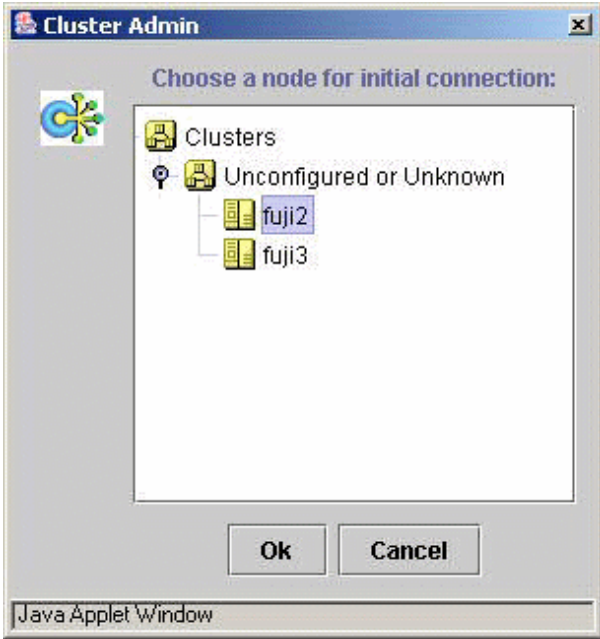 Cluster Admin
Choose a node for initial connection:
Clusters
Unconfigured or Unknown
fuji2
fuji3
Ok Cancel
Java Applet Window